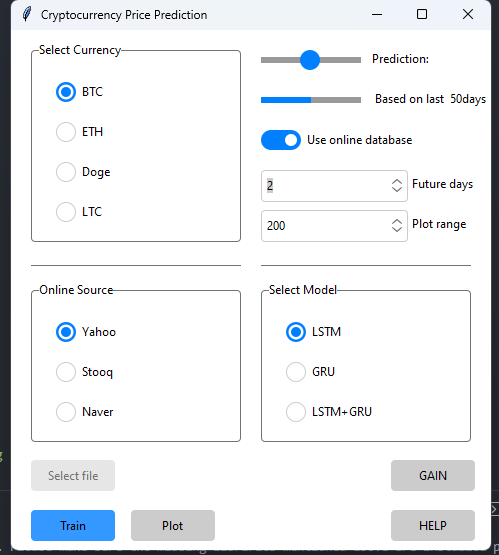 Cryptocurrency Price Prediction
Select Currency
BTC
ETH
Doge
LTC
Prediction:
Based on last 50days
Use online database
2 Future days
200 Plot range
Online Source
Yahoo
Stooq
Naver
Select Model
LSTM
GRU
LSTM+GRU
Select file
GAIN
Train
Plot
HELP